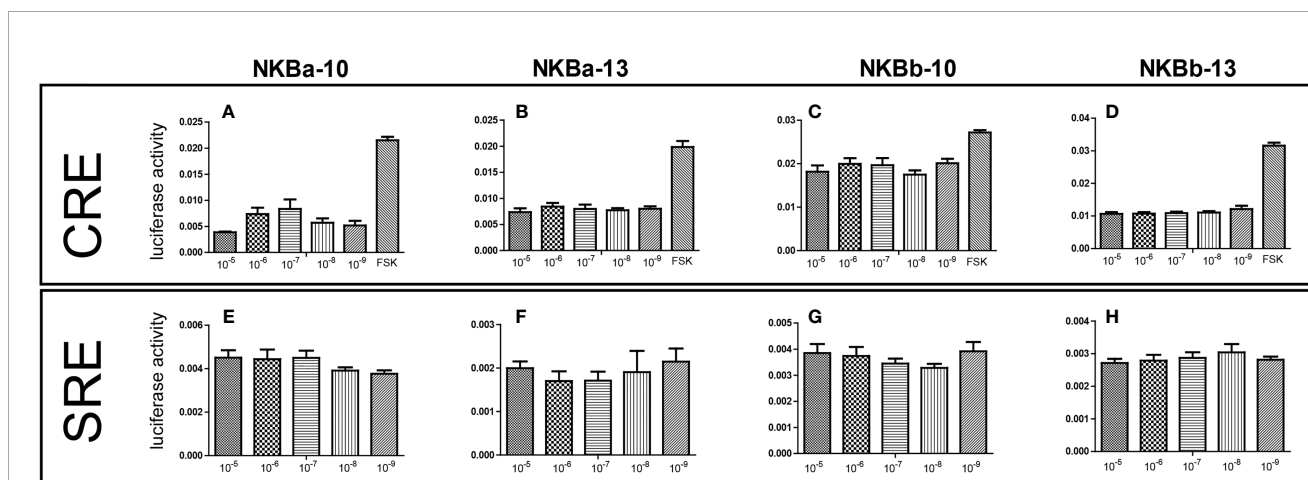 NKBa-10 NKBa-13 NKBb-10 NKBb-13
CRE
luciferase activity
A
0.025
0.020
0.015
0.010
0.005
0.000
10-5 10-6 10-7 10-8 10-9 FSK
B
0.025
0.020
0.015
0.010
0.005
0.000
10-5 10-6 10-7 10-8 10-9 FSK
C
0.03
0.02
0.01
0.00
10-5 10-6 10-7 10-8 10-9 FSK
D
0.04
0.03
0.02
0.01
0.00
10-5 10-6 10-7 10-8 10-9 FSK
SRE
luciferase activity
E
0.006
0.004
0.002
0.000
10-5 10-6 10-7 10-8 10-9
F
0.003
0.002
0.001
0.000
10-5 10-6 10-7 10-8 10-9
G
0.005
0.004
0.003
0.002
0.001
0.000
10-5 10-6 10-7 10-8 10-9
H
0.004
0.003
0.002
0.001
0.000
10-5 10-6 10-7 10-8 10-9